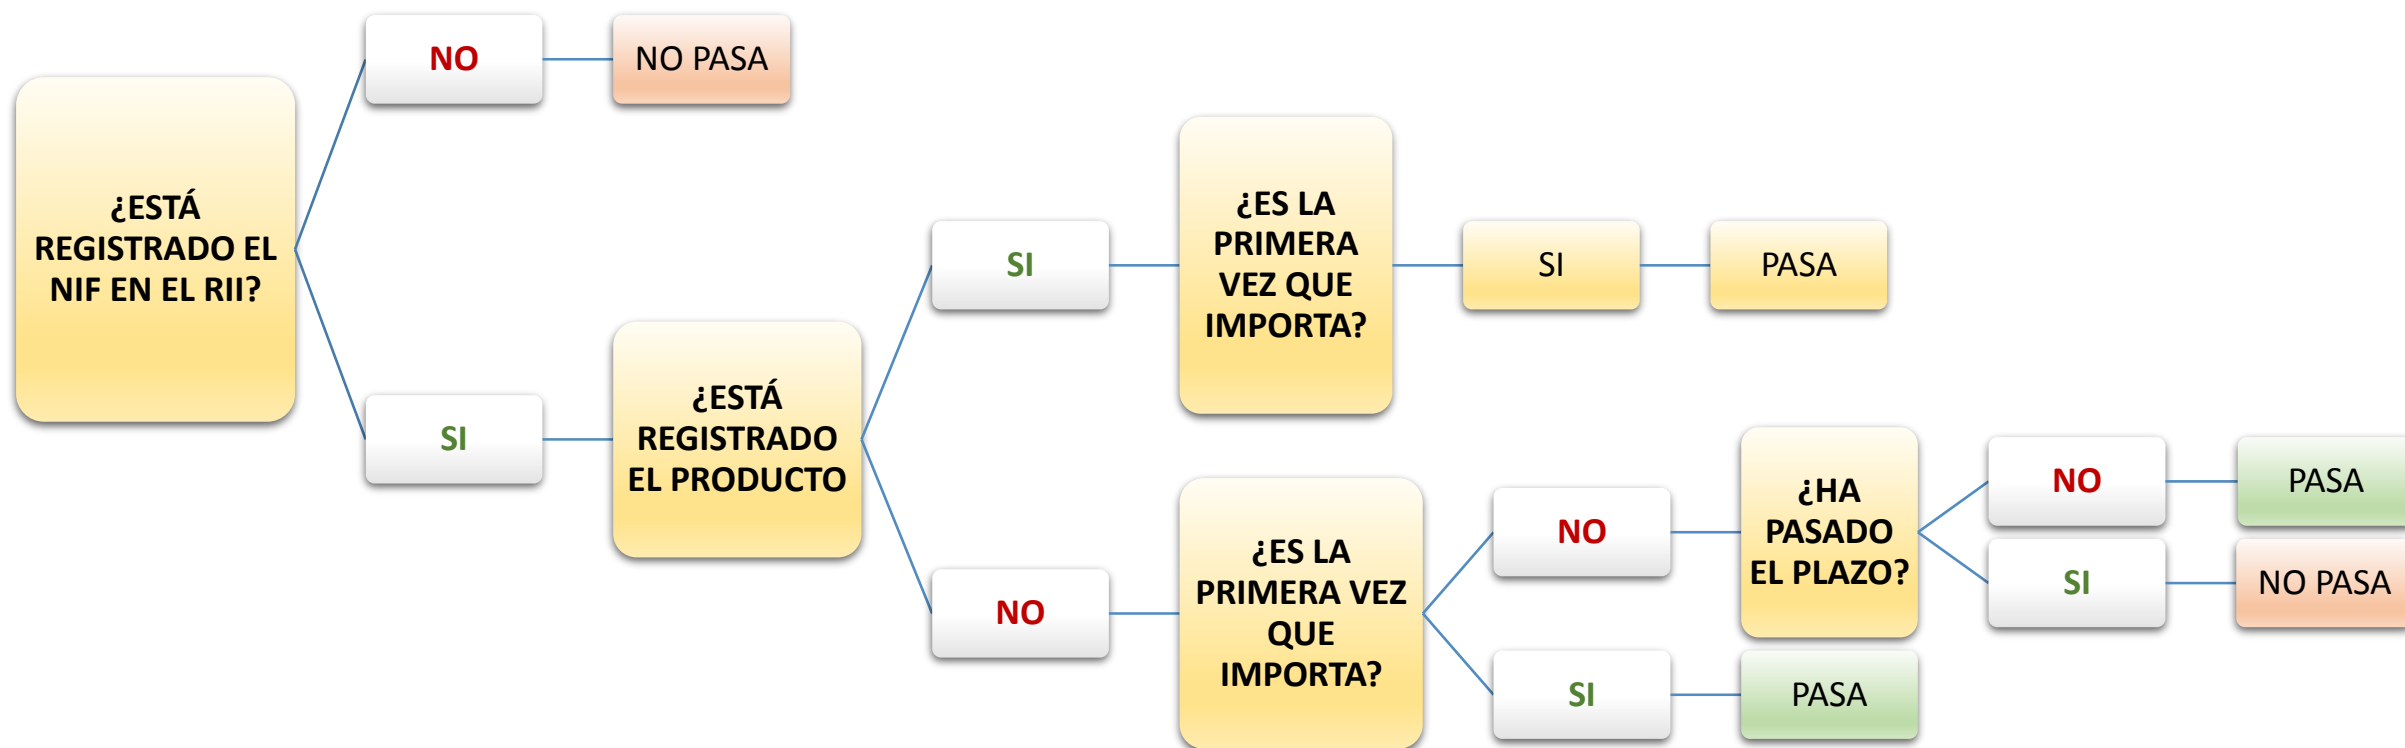 NO
NO PASA
¿ESTÁ
REGISTRADO EL
NIF EN EL RII?
SI
¿ESTÁ
REGISTRADO
EL PRODUCTO
SI
¿ES LA
PRIMERA
VEZ QUE
IMPORTA?
SI
PASA
NO
¿ES LA
PRIMERA VEZ
QUE
IMPORTA?
NO
¿HA
PASADO
EL PLAZO?
NO
PASA
SI
NO PASA
SI
PASA